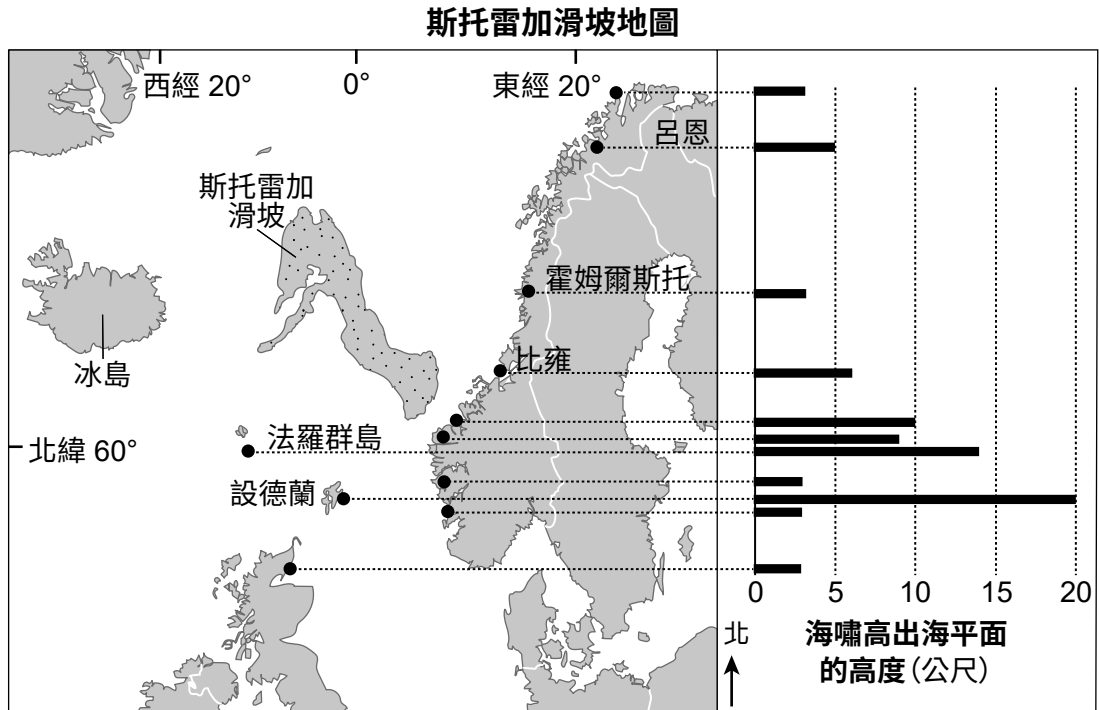 斯托雷加滑坡地圖
西經 20°
0°
東經 20°
呂恩
斯托雷加
滑坡
霍姆爾斯托
冰島
比雍
法羅群島
北緯 60°
設德蘭
0
5
10
15
20
北
海嘯高出海平面
的高度（公尺）